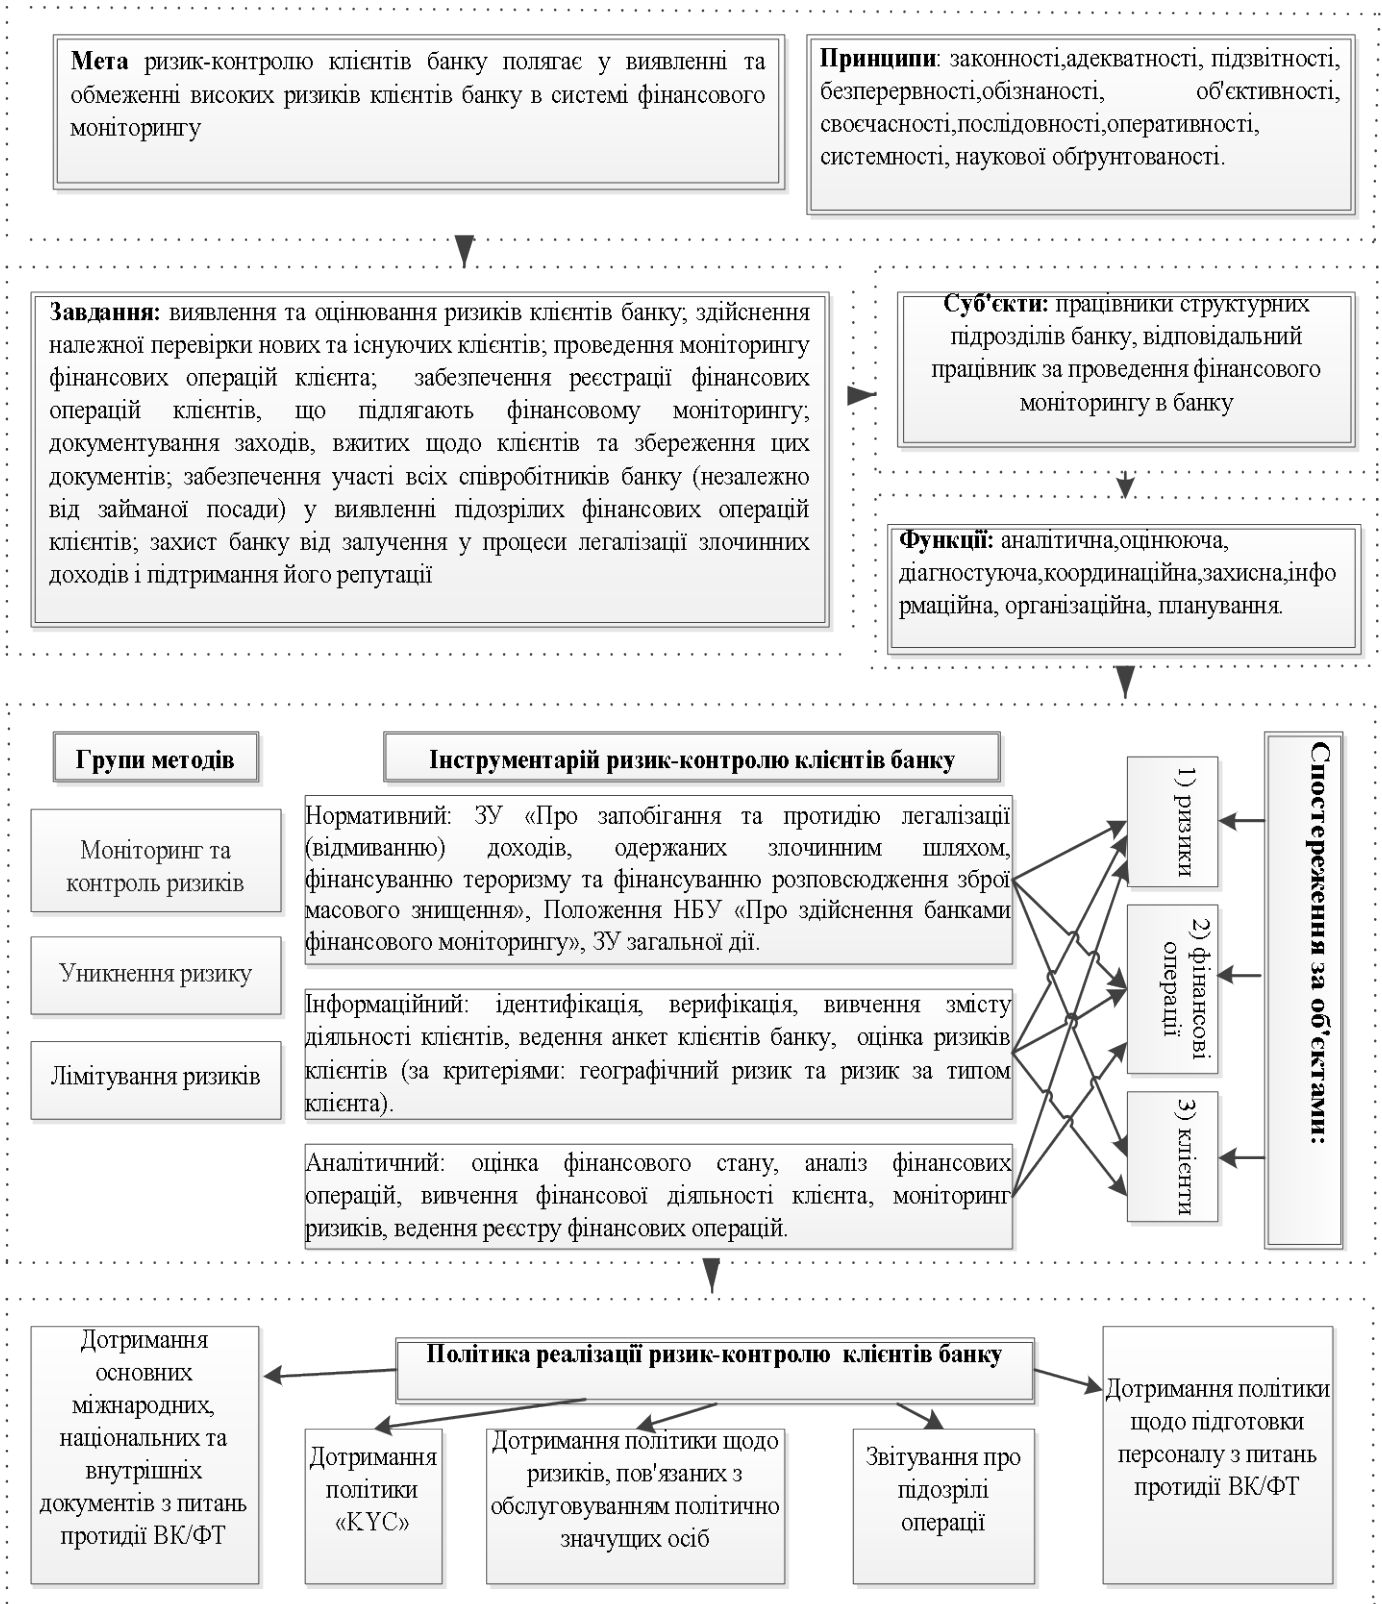 Мета ризик-контролю клієнтів банку полягає у виявленні та
обмеженні високих ризиків клієнтів банку в системі фінансового
моніторингу
Принципи: законності,адекватності, підзвітності,
безперервності,обізнаності, об'єктивності,
своєчасності,послідовності,оперативності,
системності, наукової обґрунтованості.
Завдання: виявлення та оцінювання ризиків клієнтів банку; здійснення
належної перевірки нових та існуючих клієнтів; проведення моніторингу
фінансових операцій клієнта; забезпечення реєстрації фінансових
операцій клієнтів, що підлягають фінансовому моніторингу;
документування заходів, вжитих щодо клієнтів та збереження цих
документів; забезпечення участі всіх співробітників банку (незалежно
від займаної посади) у виявленні підозрілих фінансових операцій
клієнтів; захист банку від залучення у процеси легалізації злочинних
доходів і підтримання його репутації
Суб'єкти: працівники структурних
підрозділів банку, відповідальний
працівник за проведення фінансового
моніторингу в банку
Функції: аналітична,оцінююча,
діагностуюча,координаційна,захисна,інфо
рмаційна, організаційна, планування.
Групи методів
Моніторинг та
контроль ризиків
Уникнення ризику
Лімітування ризиків
Інструментарій ризик-контролю клієнтів банку
Нормативний: ЗУ «Про запобігання та протидію легалізації
(відмиванню) доходів, одержаних злочинним шляхом,
фінансуванню тероризму та фінансуванню розповсюдження зброї
масового знищення», Положення НБУ «Про здійснення банками
фінансового моніторингу», ЗУ загальної дії.
Інформаційний: ідентифікація, верифікація, вивчення змісту
діяльності клієнтів, ведення анкет клієнтів банку, оцінка ризиків
клієнтів (за критеріями: географічний ризик та ризик за типом
клієнта).
Аналітичний: оцінка фінансового стану, аналіз фінансових
операцій, вивчення фінансової діяльності клієнта, моніторинг
ризиків, ведення реєстру фінансових операцій.
1) ризики
2) фінансові
операції
3) клієнти
Спостереження за об'єктами:
Політика реалізації ризик-контролю клієнтів банку
Дотримання
основних
міжнародних,
національних та
внутрішніх
документів з питань
протидії ВК/ФТ
Дотримання
політики
«KYC»
Дотримання політики щодо
ризиків, пов'язаних з
обслуговуванням політично
значущих осіб
Звітування про
підозрілі
операції
Дотримання політики
щодо підготовки
персоналу з питань
протидії ВК/ФТ